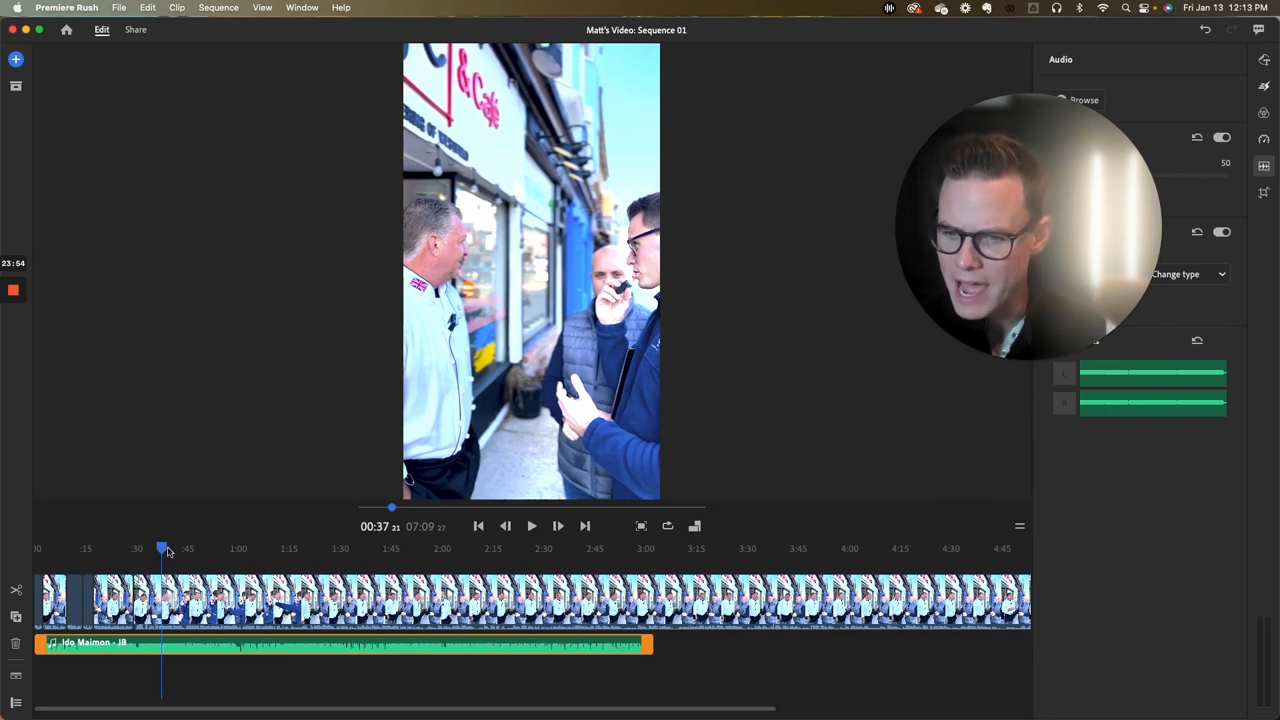 Premiere Rush File Edit Clip Sequence View Window Help Fri Jan 13 12:13 PM
Edit Share Matt's Video: Sequence 01
Audio
& Café
Browse
50
23:54
Change type
L
R
00:37 21 07:09 27
:15 :30 :45 1:00 1:15 1:30 1:45 2:00 2:15 2:30 2:45 3:00 3:15 3:30 3:45 4:00 4:15 4:30 4:45
Ido Maimon - JB